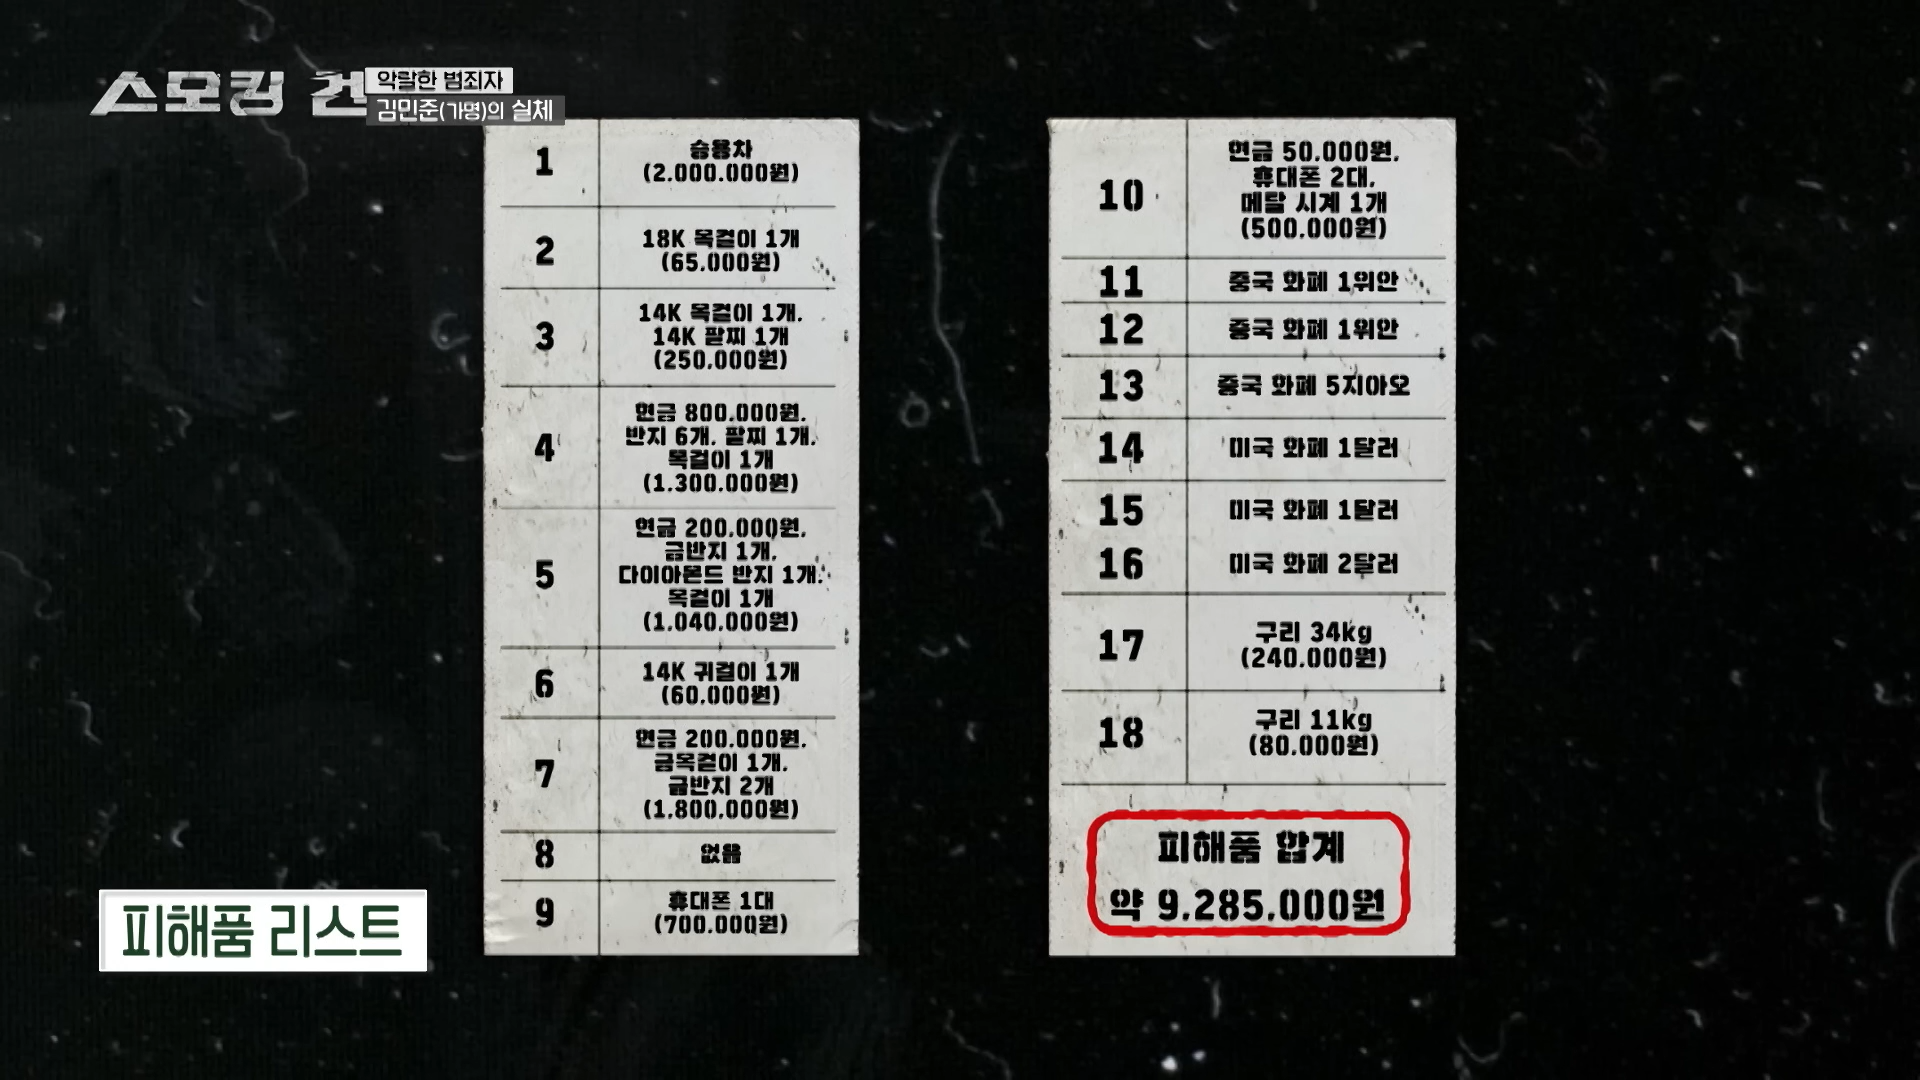 스모킹 건
악랄한 범죄자
김민준(가명)의 실체
1
승용차
(2,000,000원)
2
18K 목걸이 1개
(65,000원)
3
14K 목걸이 1개,
14K 팔찌 1개
(250,000원)
4
현금 800,000원,
반지 6개, 팔찌 1개,
목걸이 1개
(1,300,000원)
5
현금 200,000원,
금반지 1개,
다이아몬드 반지 1개,
목걸이 1개
(1,040,000원)
6
14K 귀걸이 1개
(60,000원)
7
현금 200,000원,
금목걸이 1개,
금반지 2개
(1,800,000원)
8
없음
9
휴대폰 1대
(700,000원)
10
현금 50,000원,
휴대폰 2대,
메달 시계 1개
(500,000원)
11
중국 화폐 1위안
12
중국 화폐 1위안
13
중국 화폐 5지아오
14
미국 화폐 1달러
15
미국 화폐 1달러
16
미국 화폐 2달러
17
구리 34kg
(240,000원)
18
구리 11kg
(80,000원)
피해품 합계
약 9,285,000원
피해품 리스트